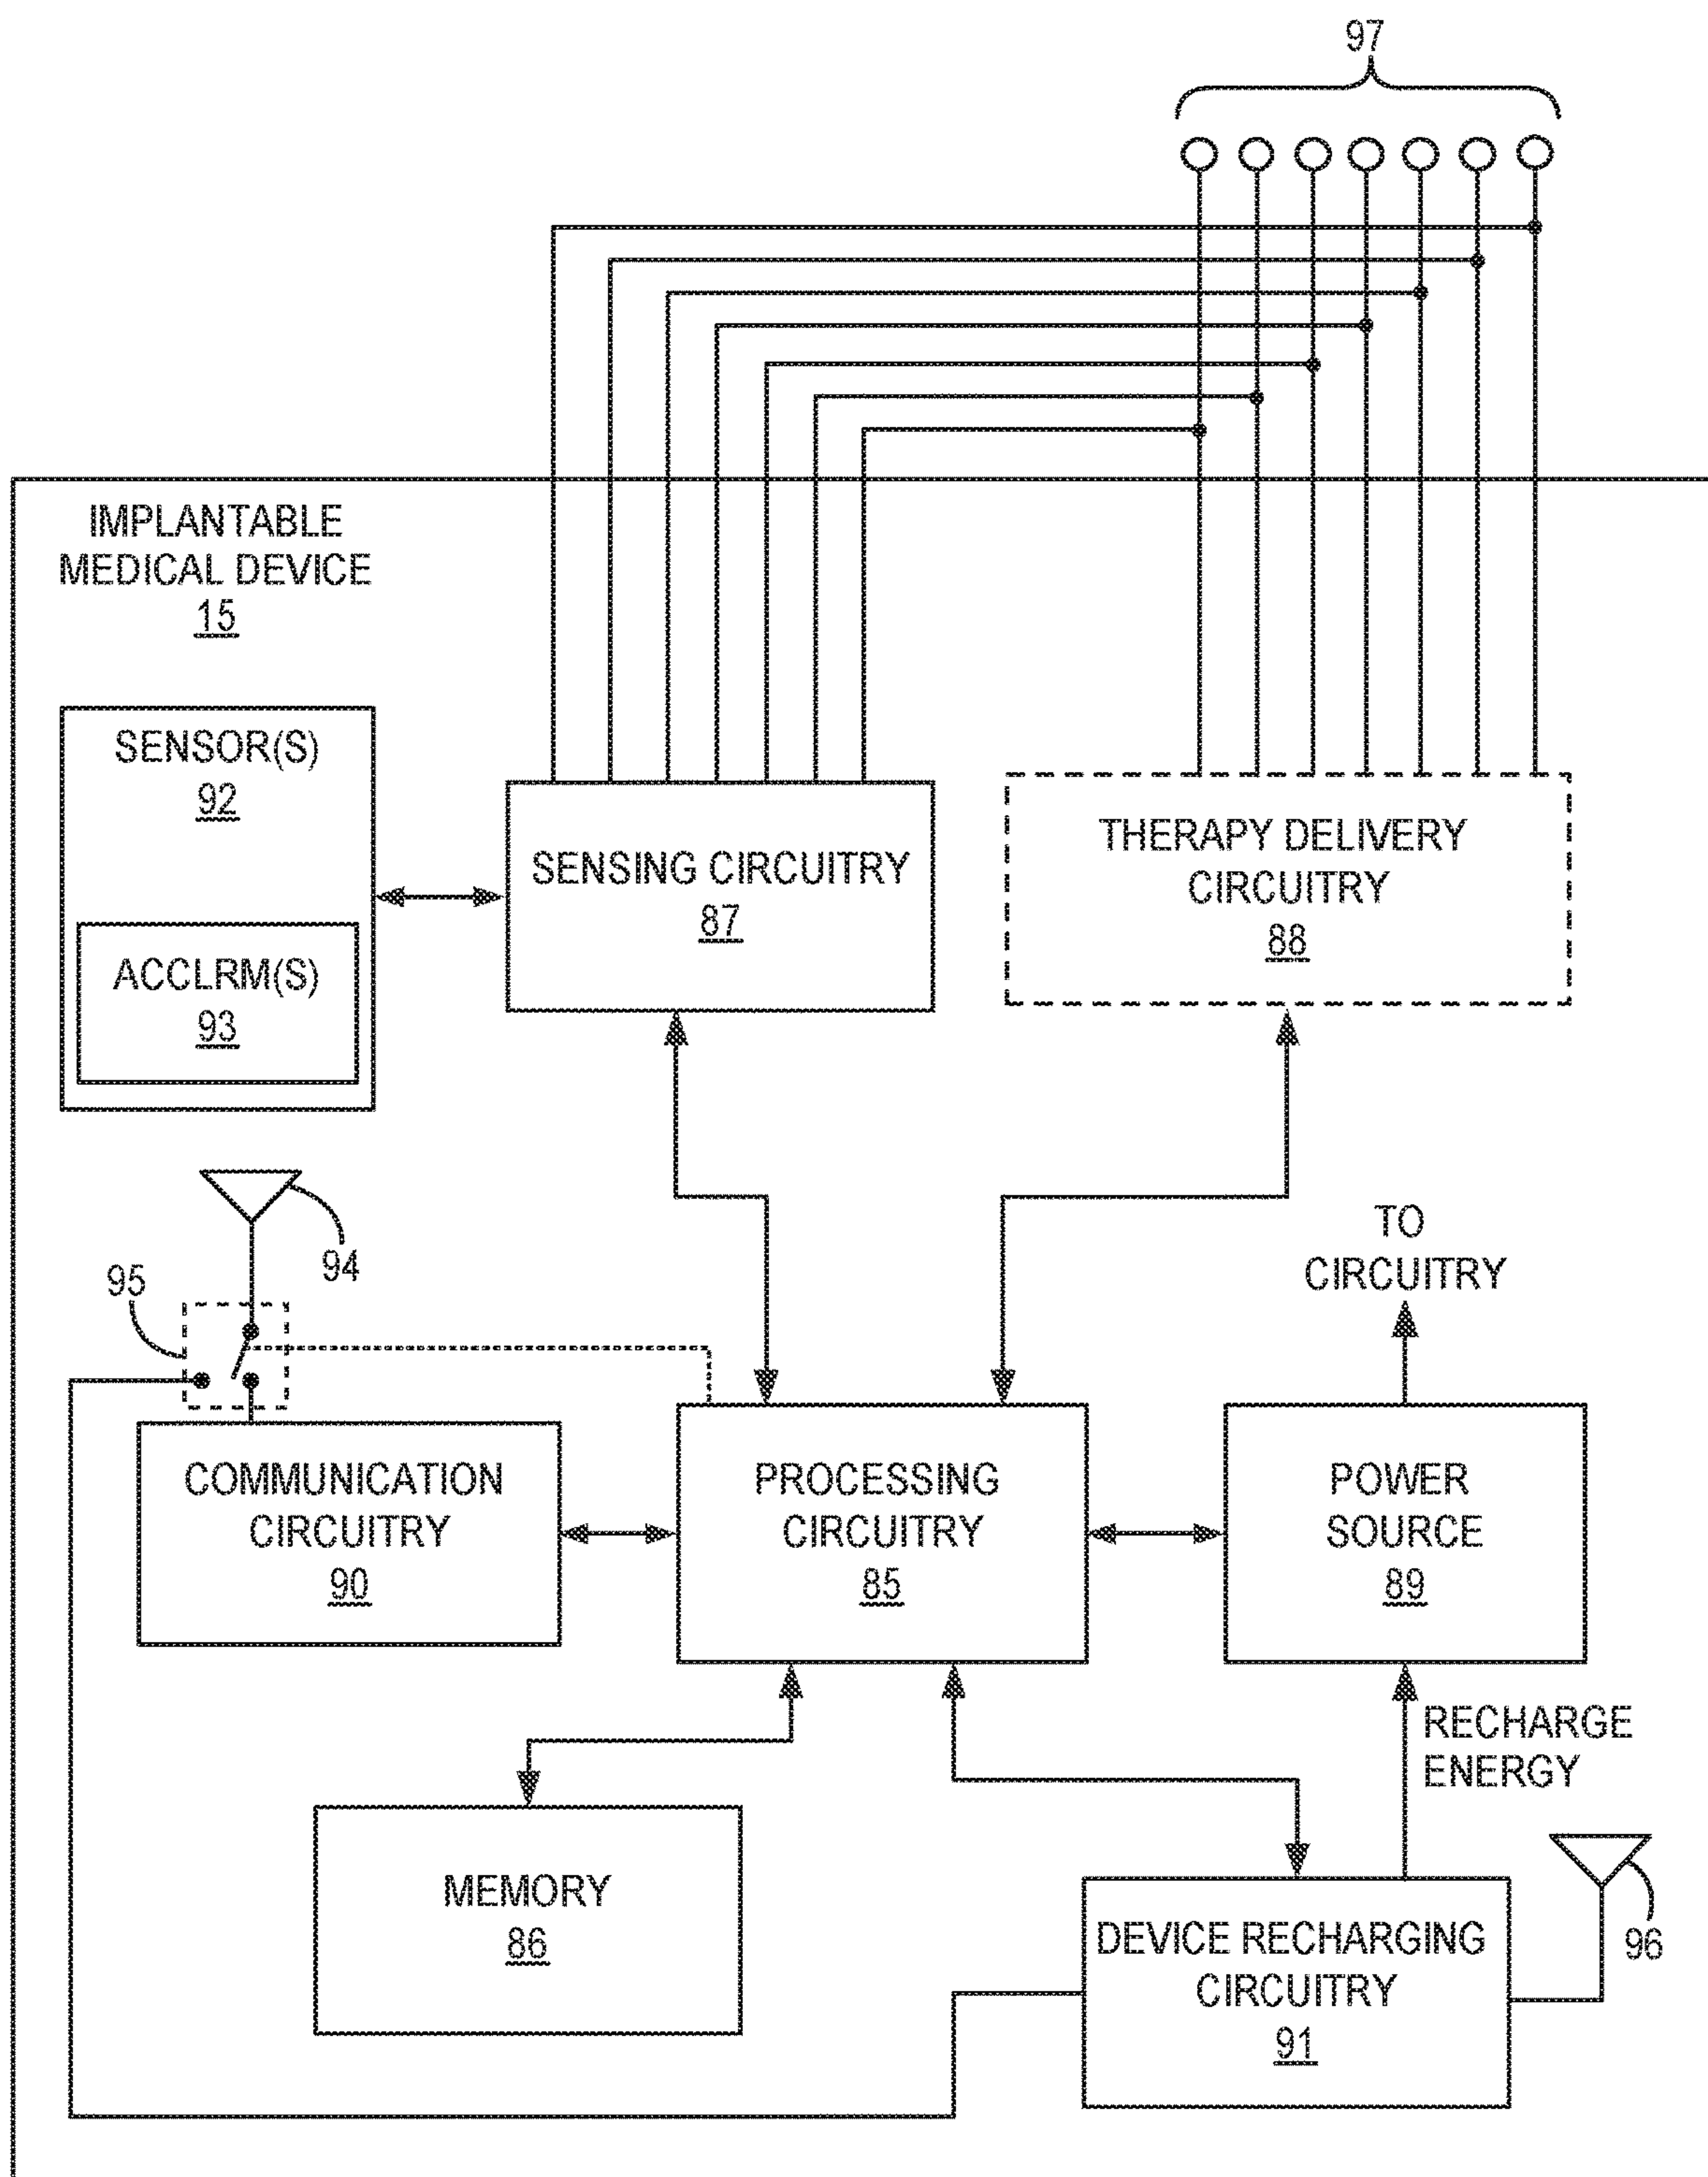 97
IMPLANTABLE
MEDICAL DEVICE
15
SENSOR(S)
92
ACCLRM(S)
93
SENSING CIRCUITRY
87
THERAPY DELIVERY
CIRCUITRY
88
94
95
TO
CIRCUITRY
COMMUNICATION
CIRCUITRY
90
PROCESSING
CIRCUITRY
85
POWER
SOURCE
89
RECHARGE
ENERGY
MEMORY
86
DEVICE RECHARGING
CIRCUITRY
91
96